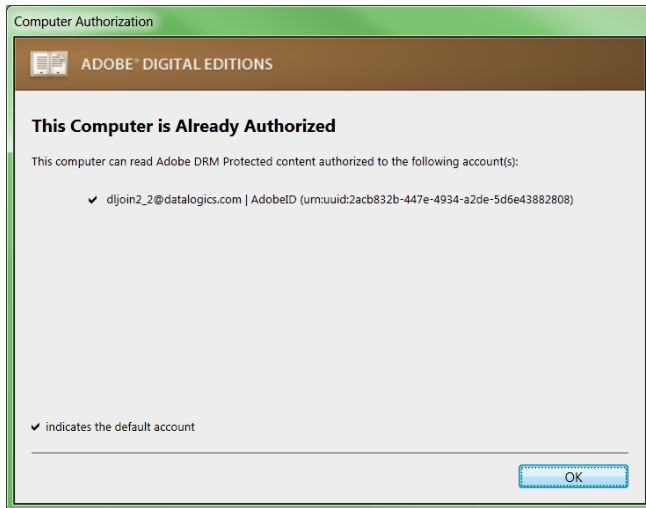 Computer Authorization
ADOBE® DIGITAL EDITIONS
This Computer is Already Authorized
This computer can read Adobe DRM Protected content authorized to the following account(s):
✔ dljoin2_2@datalogics.com | AdobeID (urn:uuid:2acb832b-447e-4934-a2de-5d6e43882808)
✔ indicates the default account
OK